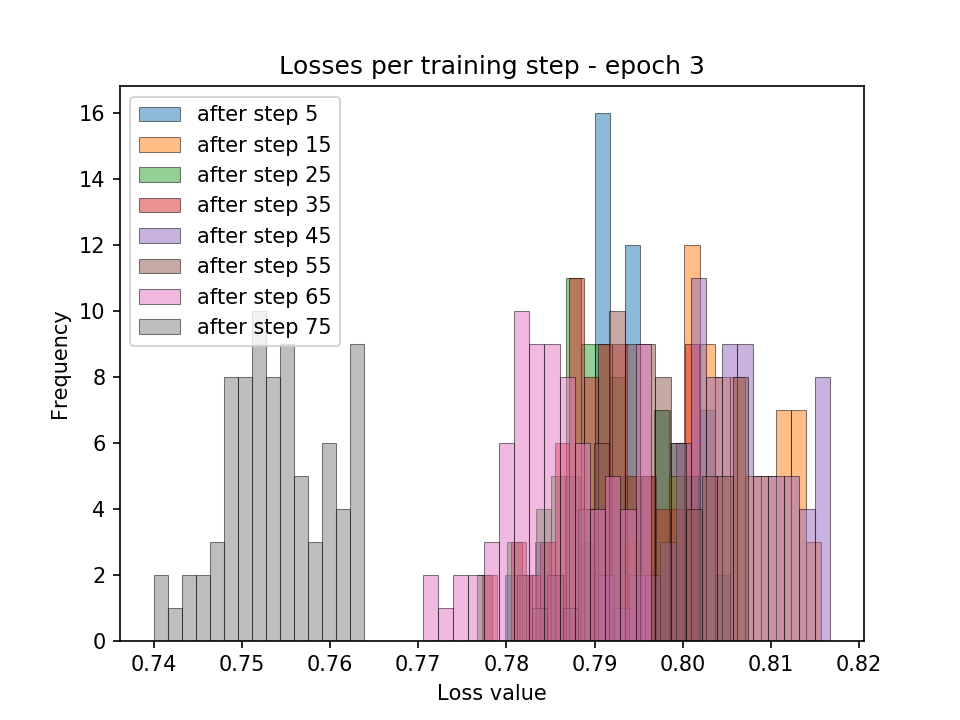 Losses per training step - epoch 3
after step 5
after step 15
after step 25
after step 35
after step 45
after step 55
after step 65
after step 75
Frequency
16
14
12
10
8
6
4
2
0
0.74 0.75 0.76 0.77 0.78 0.79 0.80 0.81 0.82
Loss value